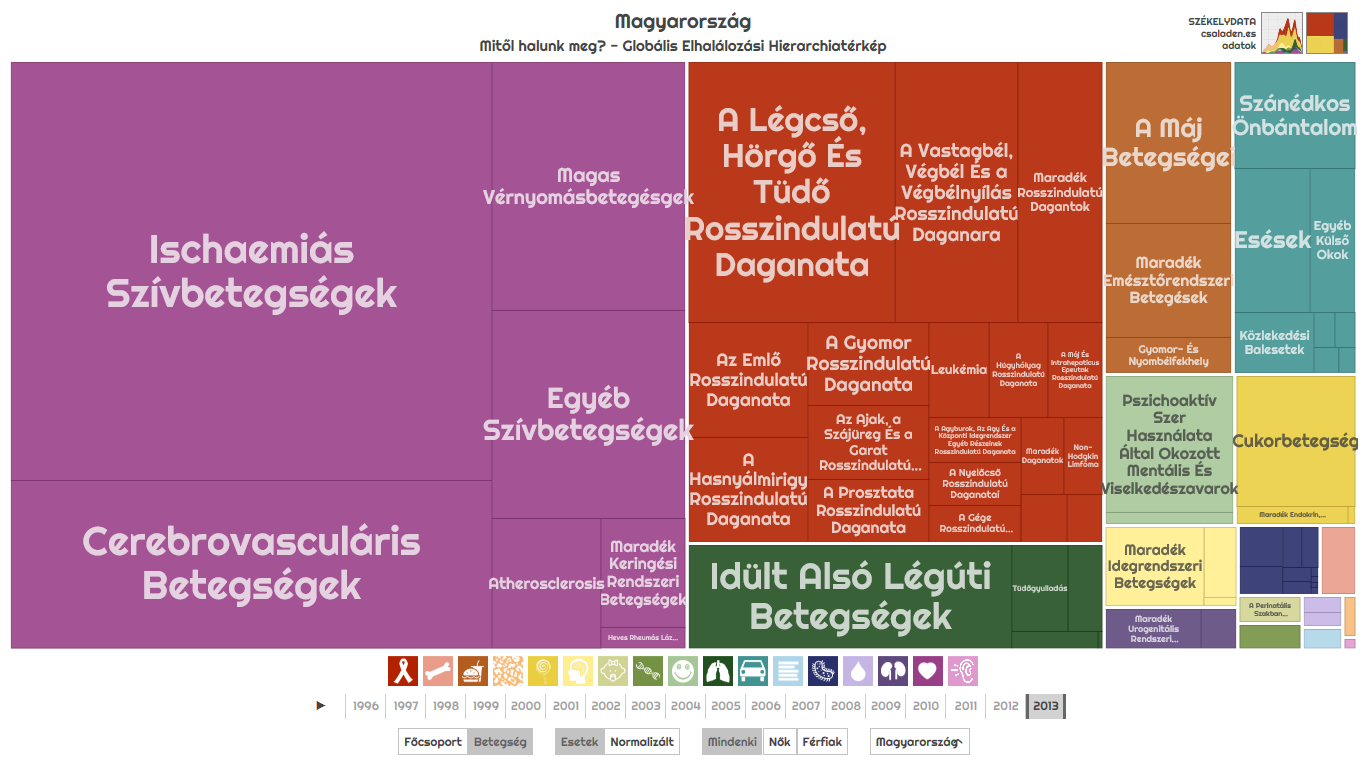 Magyarország
Mitől halunk meg? - Globális Elhalálozási Hierarchiatérkép
SZÉKELYDATA
csaladen.es
adatok
Ischaemiás
Szívbetegségek
Cerebrovasculáris
Betegségek
Magas
Vérnyomásbetegésgek
Egyéb
Szívbetegségek
Atherosclerosis
Maradék
Keringési
Rendszeri
Betegségek
Heves Rheumás Láz...
A Légcső,
Hörgő És
Tüdő
Rosszindulatú
Daganata
A Vastagbél,
Végbél És a
Végbélnyílás
Rosszindulatú
Daganara
Maradék
Rosszindulatú
Dagantok
Az Emlő
Rosszindulatú
Daganata
A
Hasnyálmirigy
Rosszindulatú
Daganata
A Gyomor
Rosszindulatú
Daganata
Az Ajak, a
Szájüreg És a
Garat
Rosszindulatú...
A Prosztata
Rosszindulatú
Daganata
Leukémia
A
Húgyhólyag
Rosszindulatú
Daganata
A Máj És
Intrahepaticus
Epeutak
Rosszindulatú
Daganata
A Agyburok, Az Agy És a
Központi Idegrendszer
Egyéb Részeinek
Rosszindulatú Daganata
A Nyelőcső
Rosszindulatú
Daganatai
A Gége
Rosszindulatú...
Maradék
Daganatok
Non-
Hodgkin
Limfóma
Idült Alsó Légúti
Betegségek
Tüdőgyulladás
A Máj
Betegségei
Maradék
Emésztőrendszeri
Betegések
Gyomor- És
Nyombélfekhely
Szánédkos
Önbántalom
Esések
Egyéb
Külső
Okok
Közlekedési
Balesetek
Pszichoaktív
Szer
Használata
Által Okozott
Mentális És
Viselkedészavarok
Cukorbetegség
Maradék Endokrin,...
Maradék
Idegrendszeri
Betegségek
Maradék
Urogenitális
Rendszeri...
A Perinatális
Szakban...
1996 1997 1998 1999 2000 2001 2002 2003 2004 2005 2006 2007 2008 2009 2010 2011 2012 2013
Főcsoport Betegség Esetek Normalizált Mindenki Nők Férfiak Magyarország